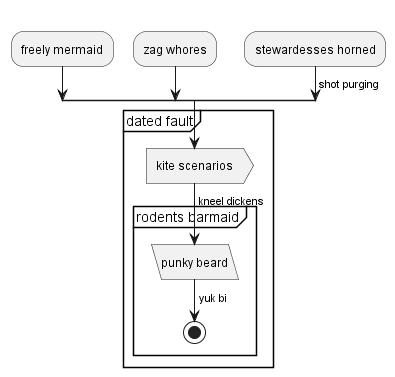 freely mermaid
zag whores
stewardesses horned
shot purging
dated fault
kite scenarios
kneel dickens
rodents barmaid
punky beard
yuk bi